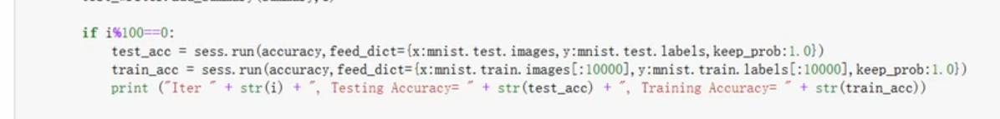 if i%100==0:
test_acc = sess.run(accuracy, feed_dict={x:mnist.test.images, y:mnist.test.labels, keep_prob:1.0})
train_acc = sess.run(accuracy, feed_dict={x:mnist.train.images[:10000], y:mnist.train.labels[:10000], keep_prob:1.0})
print ("Iter " + str(i) + ", Testing Accuracy= " + str(test_acc) + ", Training Accuracy= " + str(train_acc))